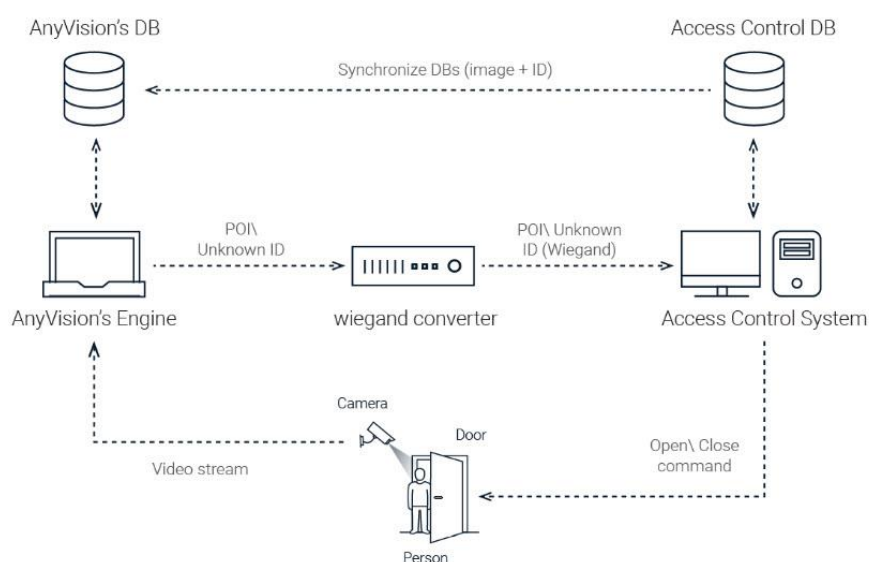 AnyVision's DB
Access Control DB
Synchronize DBs (image + ID)
POI\
Unknown ID
POI\ Unknown
ID (Wiegand)
AnyVision's Engine
wiegand converter
Access Control System
Camera
Door
Open\ Close
command
Video stream
Person